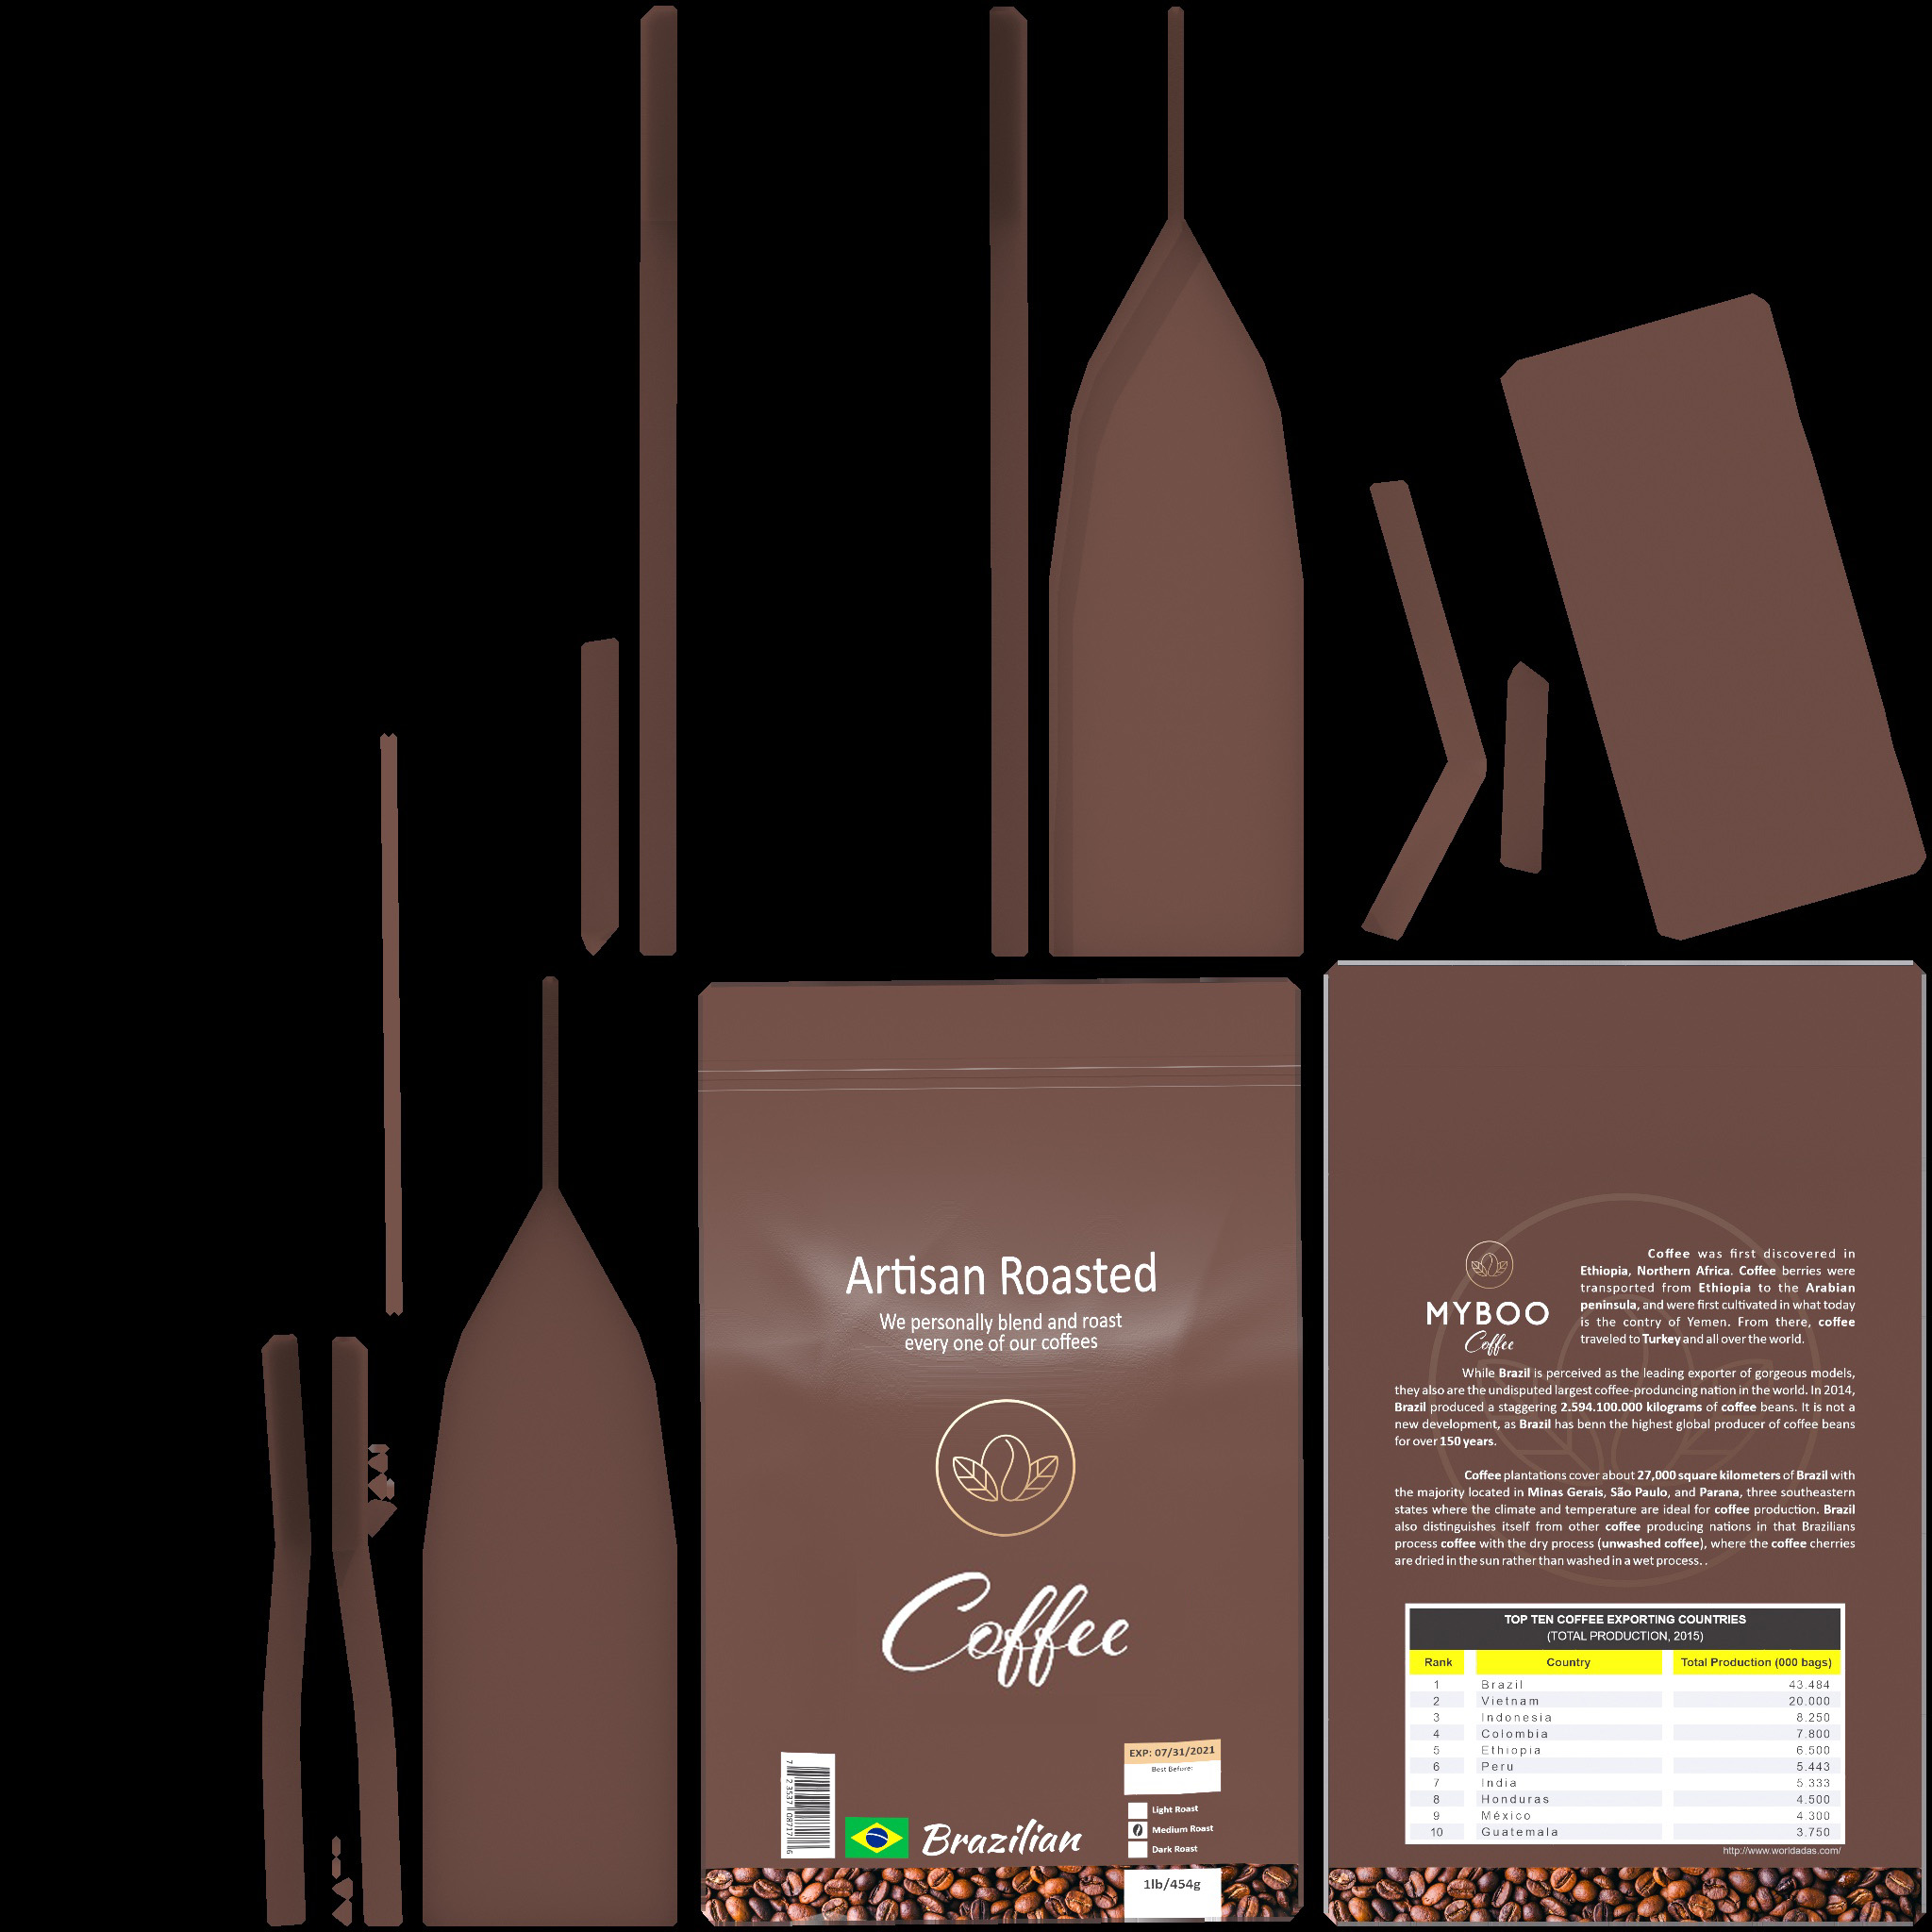 Artisan Roasted
We personally blend and roast
every one of our coffees
Coffee
EXP: 07/31/2021
Best Before:
Light Roast
Medium Roast
Dark Roast
7 23537 08717 6
Brazilian
1lb/454g
MYBOO
Coffee
Coffee was first discovered in
Ethiopia, Northern Africa. Coffee berries were
transported from Ethiopia to the Arabian
peninsula, and were first cultivated in what today
is the contry of Yemen. From there, coffee
traveled to Turkey and all over the world.
While Brazil is perceived as the leading exporter of gorgeous models,
they also are the undisputed largest coffee-produncing nation in the world. In 2014,
Brazil produced a staggering 2.594.100.000 kilograms of coffee beans. It is not a
new development, as Brazil has benn the highest global producer of coffee beans
for over 150 years.
Coffee plantations cover about 27,000 square kilometers of Brazil with
the majority located in Minas Gerais, São Paulo, and Parana, three southeastern
states where the climate and temperature are ideal for coffee production. Brazil
also distinguishes itself from other coffee producing nations in that Brazilians
process coffee with the dry process (unwashed coffee), where the coffee cherries
are dried in the sun rather than washed in a wet process. .
TOP TEN COFFEE EXPORTING COUNTRIES
(TOTAL PRODUCTION, 2015)
Rank Country Total Production (000 bags)
1 Brazil 43.484
2 Vietnam 20.000
3 Indonesia 8.250
4 Colombia 7.800
5 Ethiopia 6.500
6 Peru 5.443
7 India 5 333
8 Honduras 4.500
9 México 4 300
10 Guatemala 3.750
http://www.worldadas.com/